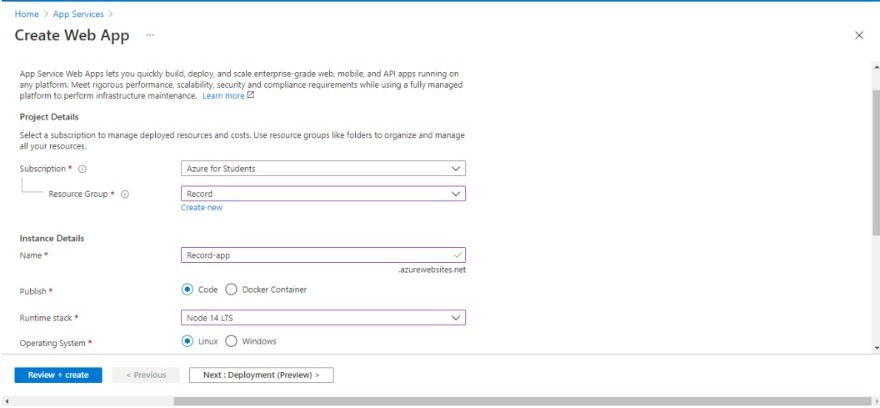 Home > App Services >
Create Web App ...
App Service Web Apps lets you quickly build, deploy, and scale enterprise-grade web, mobile, and API apps running on
any platform. Meet rigorous performance, scalability, security and compliance requirements while using a fully managed
platform to perform infrastructure maintenance. Learn more
Project Details
Select a subscription to manage deployed resources and costs. Use resource groups like folders to organize and manage
all your resources.
Subscription * Azure for Students
Resource Group * Record
Create new
Instance Details
Name * Record-app
.azurewebsites.net
Publish * Code Docker Container
Runtime stack * Node 14 LTS
Operating System * Linux Windows
Review + create < Previous Next : Deployment (Preview) >